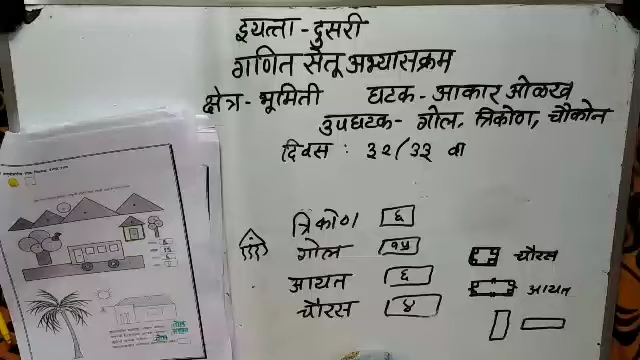 इयत्ता - दुसरी
गणित सेतू अभ्यासक्रम
क्षेत्र - भूमिती घटक - आकार ओळख
उपघटक - गोल, त्रिकोण, चौकोन
दिवस : ३२/३३ वा
त्रिकोण ६
गोल १५
आयत ६
चौरस ४
चौरस
आयत